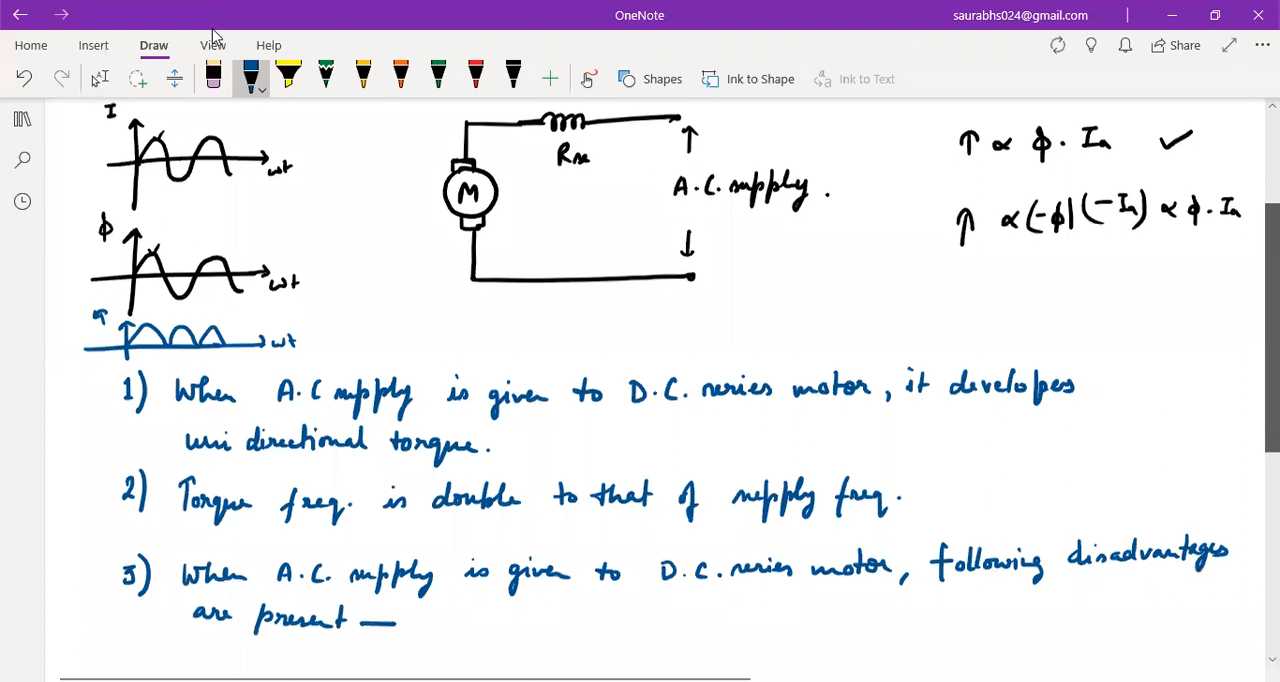 OneNote
saurabhs024@gmail.com
Home Insert Draw View Help
Share
Shapes Ink to Shape Ink to Text
I
ωt
Rse
M
A.C. supply.
↑ ∝ ϕ. Ia ✓
↑ ∝ (-ϕ) (-Ia) ∝ ϕ. Ia
ϕ
ωt
ωt
1) When A.C supply is given to D.C. series motor, it developes
uni directional torque.
2) Torque freq. is double to that of supply freq.
3) When A.C. supply is given to D.C. series motor, following disadvantages
are present —